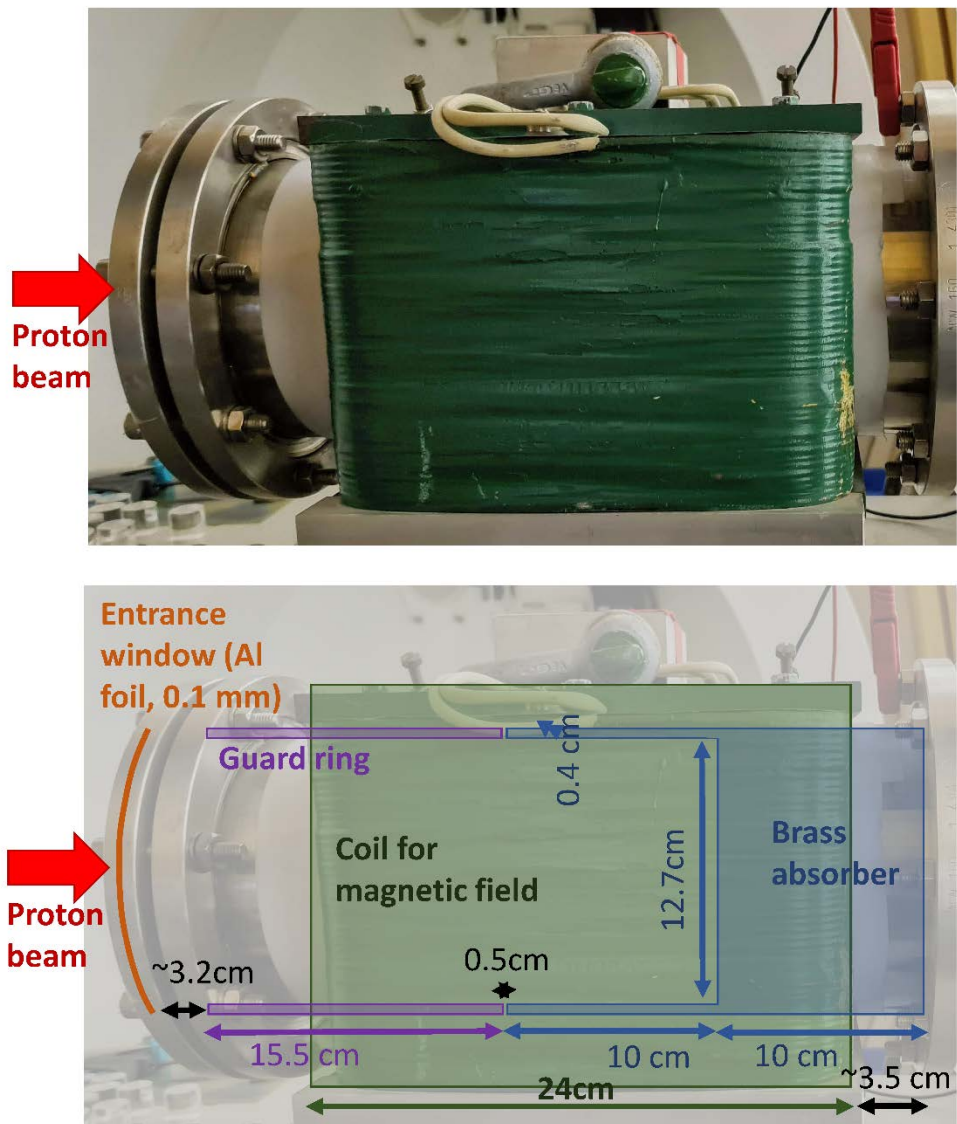 Proton
beam
Entrance
window (Al
foil, 0.1 mm)
Guard ring
0.4 cm
Coil for
magnetic field
12.7cm
Brass
absorber
Proton
beam
~3.2cm
0.5cm
15.5 cm
10 cm
10 cm
24cm
~3.5 cm